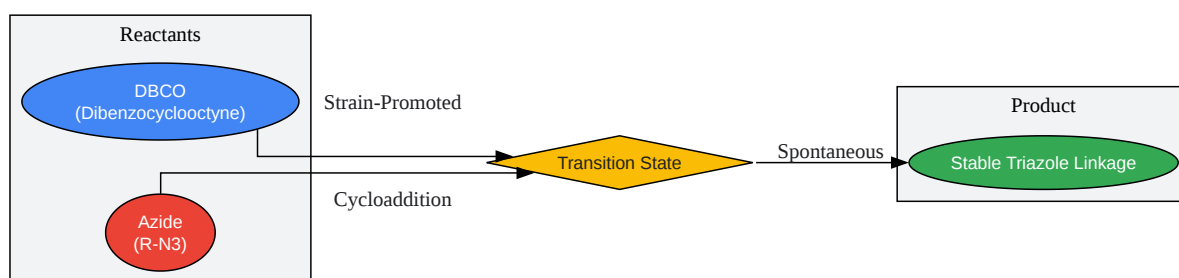 Reactants
DBCO
(Dibenzocyclooctyne)
Strain-Promoted
Azide
(R-N3)
Cycloaddition
Transition State
Spontaneous
Product
Stable Triazole Linkage